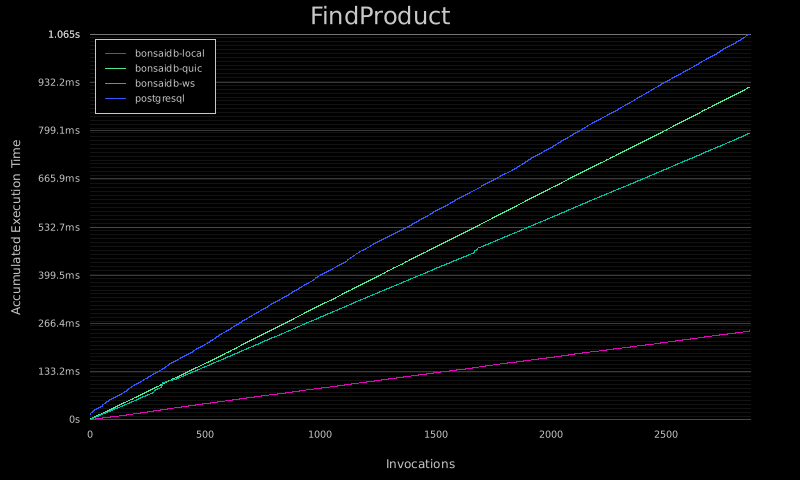 FindProduct
1.065s
932.2ms
799.1ms
665.9ms
532.7ms
399.5ms
266.4ms
133.2ms
0s
bonsaidb-local
bonsaidb-quic
bonsaidb-ws
postgresql
Accumulated Execution Time
0 500 1000 1500 2000 2500
Invocations